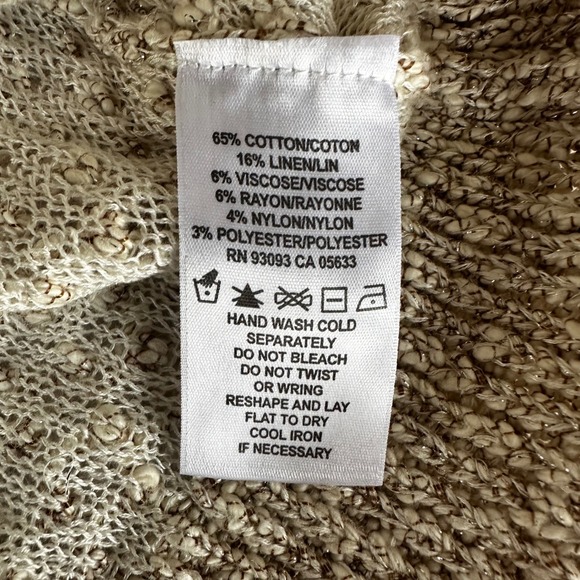 65% COTTON/COTON
16% LINEN/LIN
6% VISCOSE/VISCOSE
6% RAYON/RAYONNE
4% NYLON/NYLON
3% POLYESTER/POLYESTER
RN 93093 CA 05633
HAND WASH COLD
SEPARATELY
DO NOT BLEACH
DO NOT TWIST
OR WRING
RESHAPE AND LAY
FLAT TO DRY
COOL IRON
IF NECESSARY